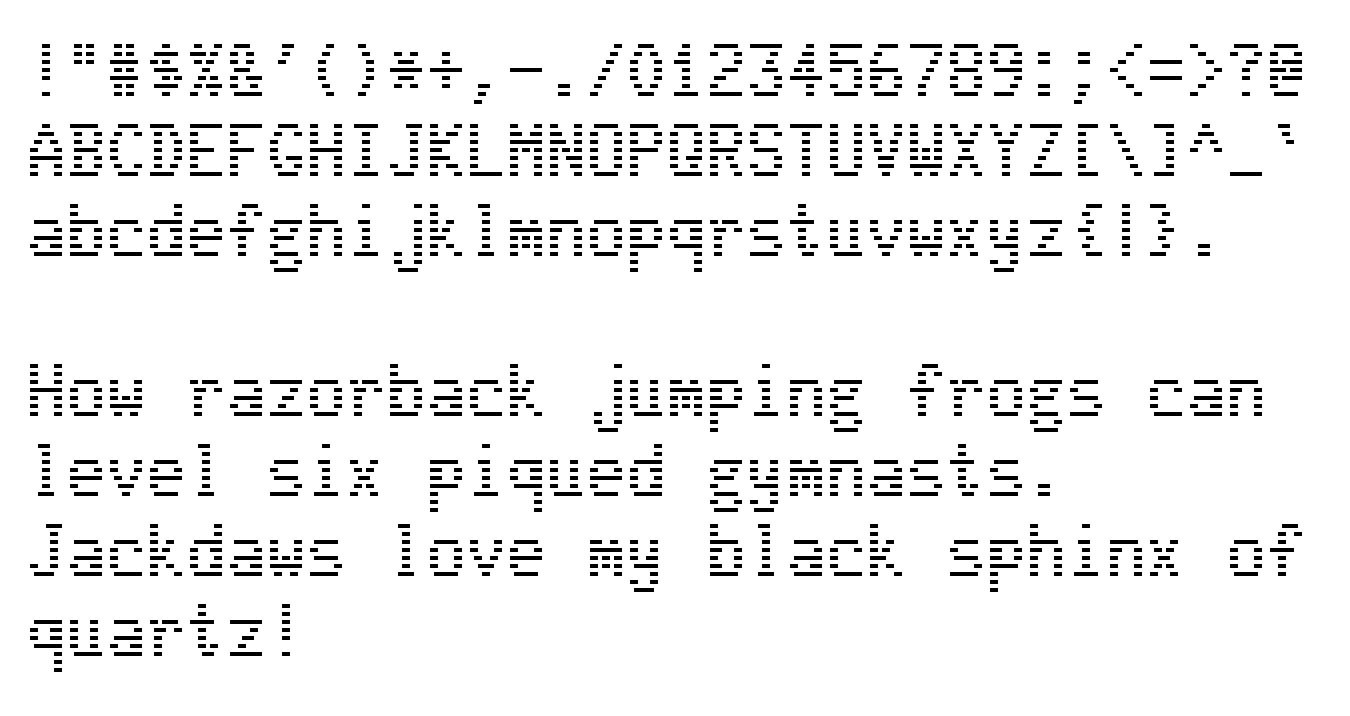 !"#$%&'()*+,-./0123456789:;<=>?@
ABCDEFGHIJKLMNOPQRSTUVWXYZ[\]^_`
abcdefghijklmnopqrstuvwxyz{|}.
How razorback jumping frogs can
level six piqued gymnasts.
Jackdaws love my black sphinx of
quartz!